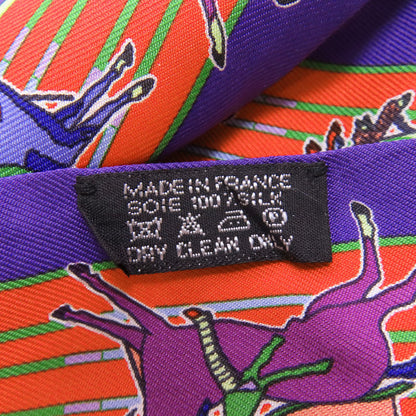 MADE IN FRANCE
SOIE 100% SILK
DRY CLEAN ONLY